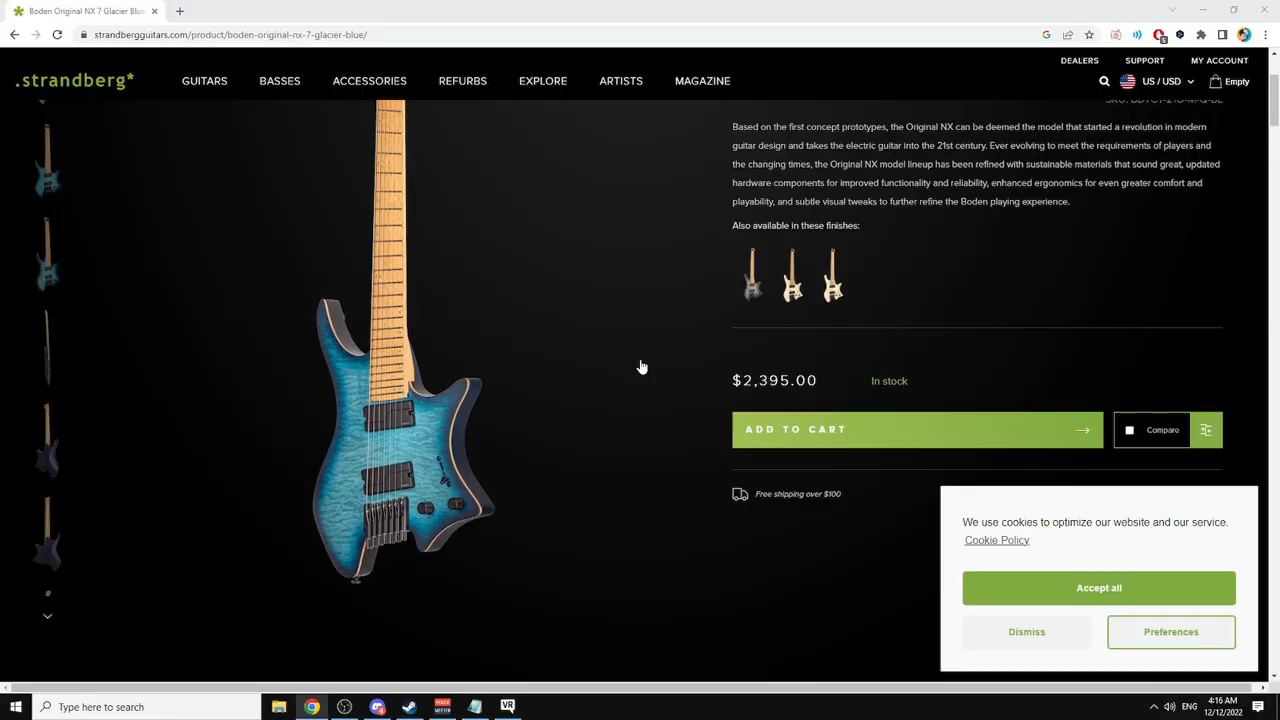 Boden Original NX 7 Glacier Blue
strandbergguitars.com/product/boden-original-nx-7-glacier-blue/
5
DEALERS SUPPORT MY ACCOUNT
.strandberg* GUITARS BASSES ACCESSORIES REFURBS EXPLORE ARTISTS MAGAZINE US / USD Empty
Based on the first concept prototypes, the Original NX can be deemed the model that started a revolution in modern
guitar design and takes the electric guitar into the 21st century. Ever evolving to meet the requirements of players and
the changing times, the Original NX model lineup has been refined with sustainable materials that sound great, updated
hardware components for improved functionality and reliability, enhanced ergonomics for even greater comfort and
playability, and subtle visual tweaks to further refine the Boden playing experience.
Also available in these finishes:
$2,395.00 In stock
ADD TO CART Compare
Free shipping over $100
We use cookies to optimize our website and our service.
Cookie Policy
Accept all
Dismiss Preferences
Type here to search
VOICE MEETER
VR
ENG
4:16 AM
12/12/2022